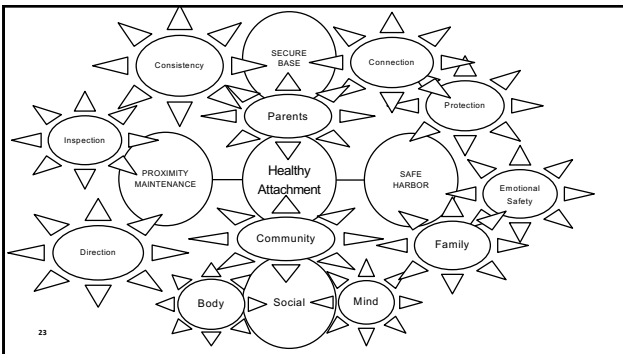 SECURE
BASE
Consistency
Connection
Protection
Parents
Inspection
PROXIMITY
MAINTENANCE
Healthy
Attachment
SAFE
HARBOR
Emotional
Safety
Direction
Community
Family
Body
Social
Mind
23